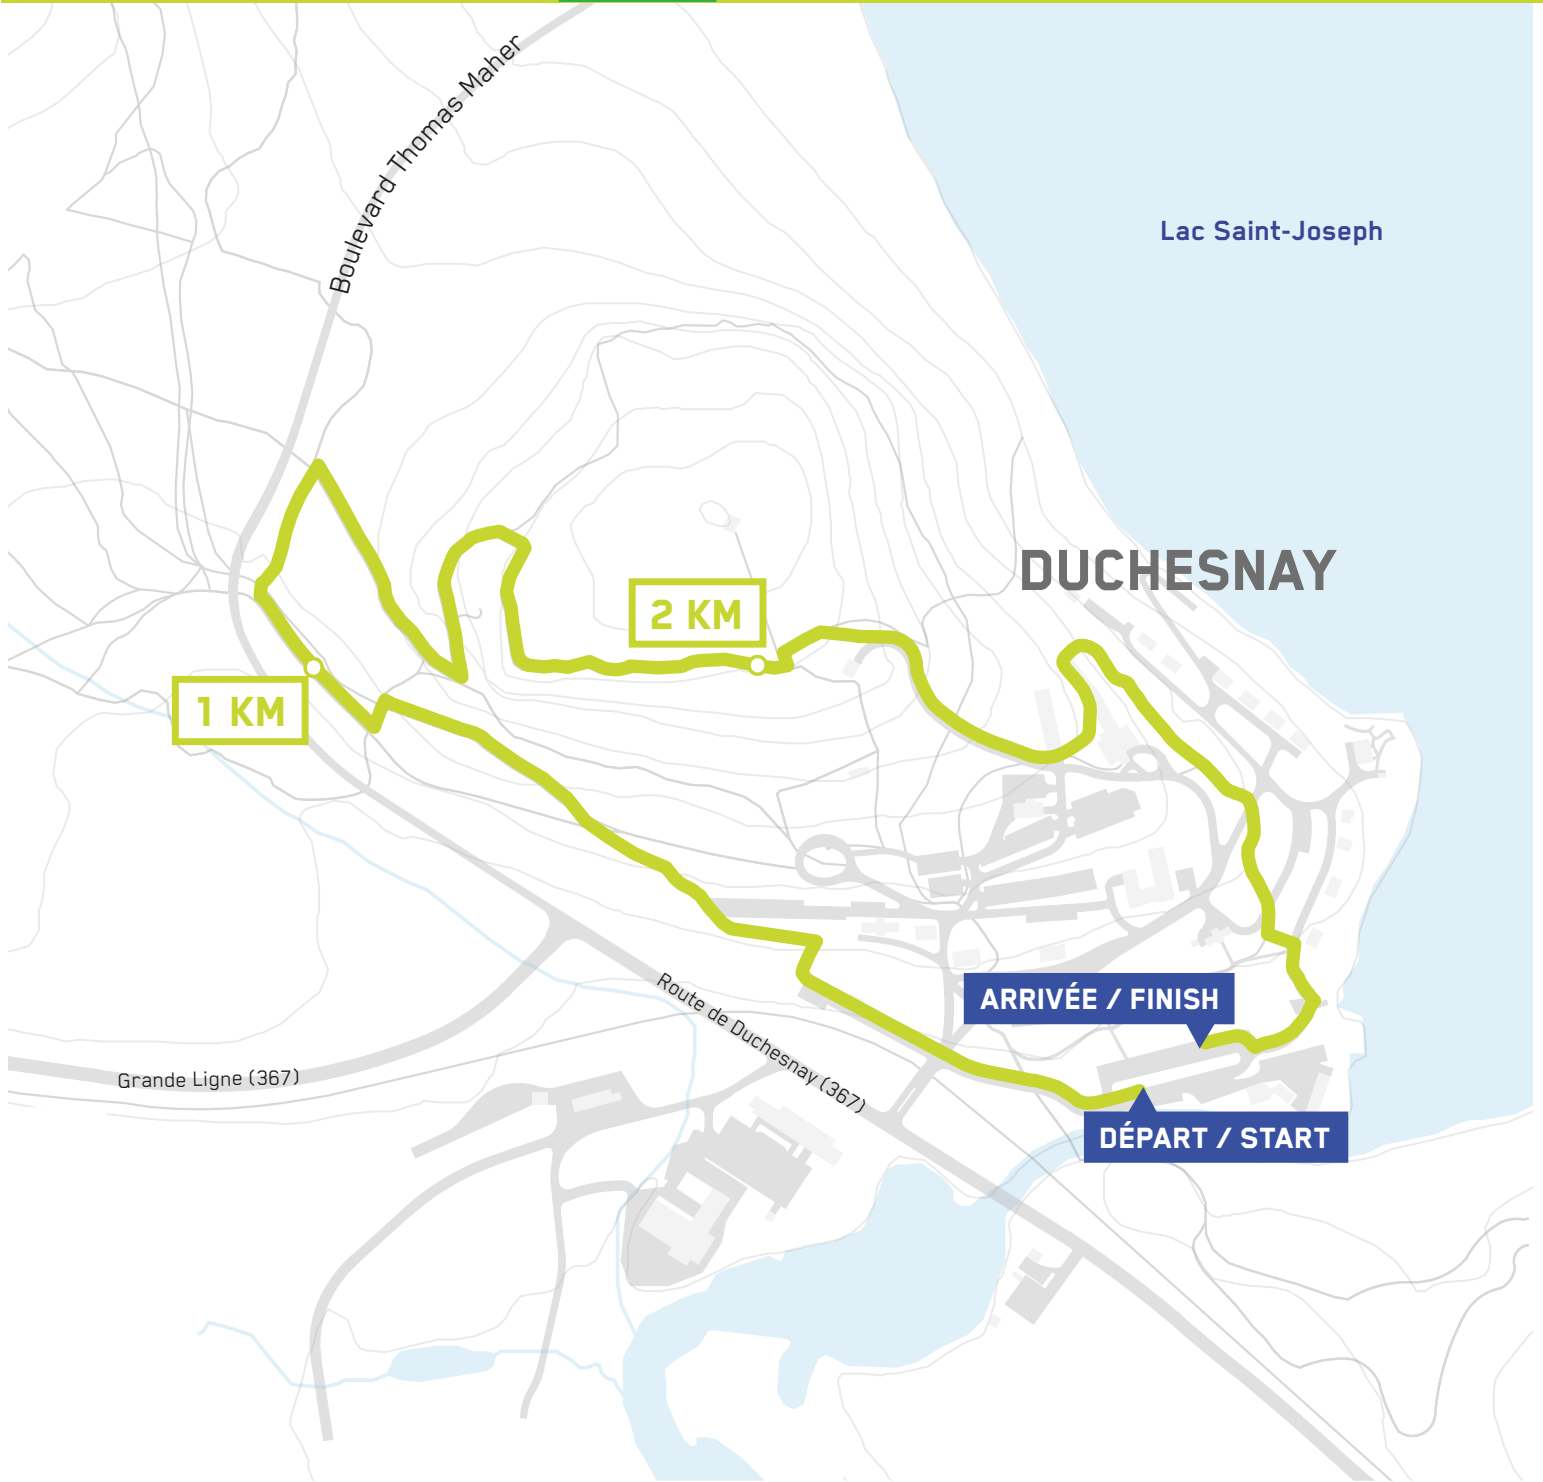 Boulevard Thomas Maher
Lac Saint-Joseph
DUCHESNAY
2 KM
1 KM
ARRIVÉE / FINISH
Route de Duchesnay (367)
Grande Ligne (367)
DÉPART / START